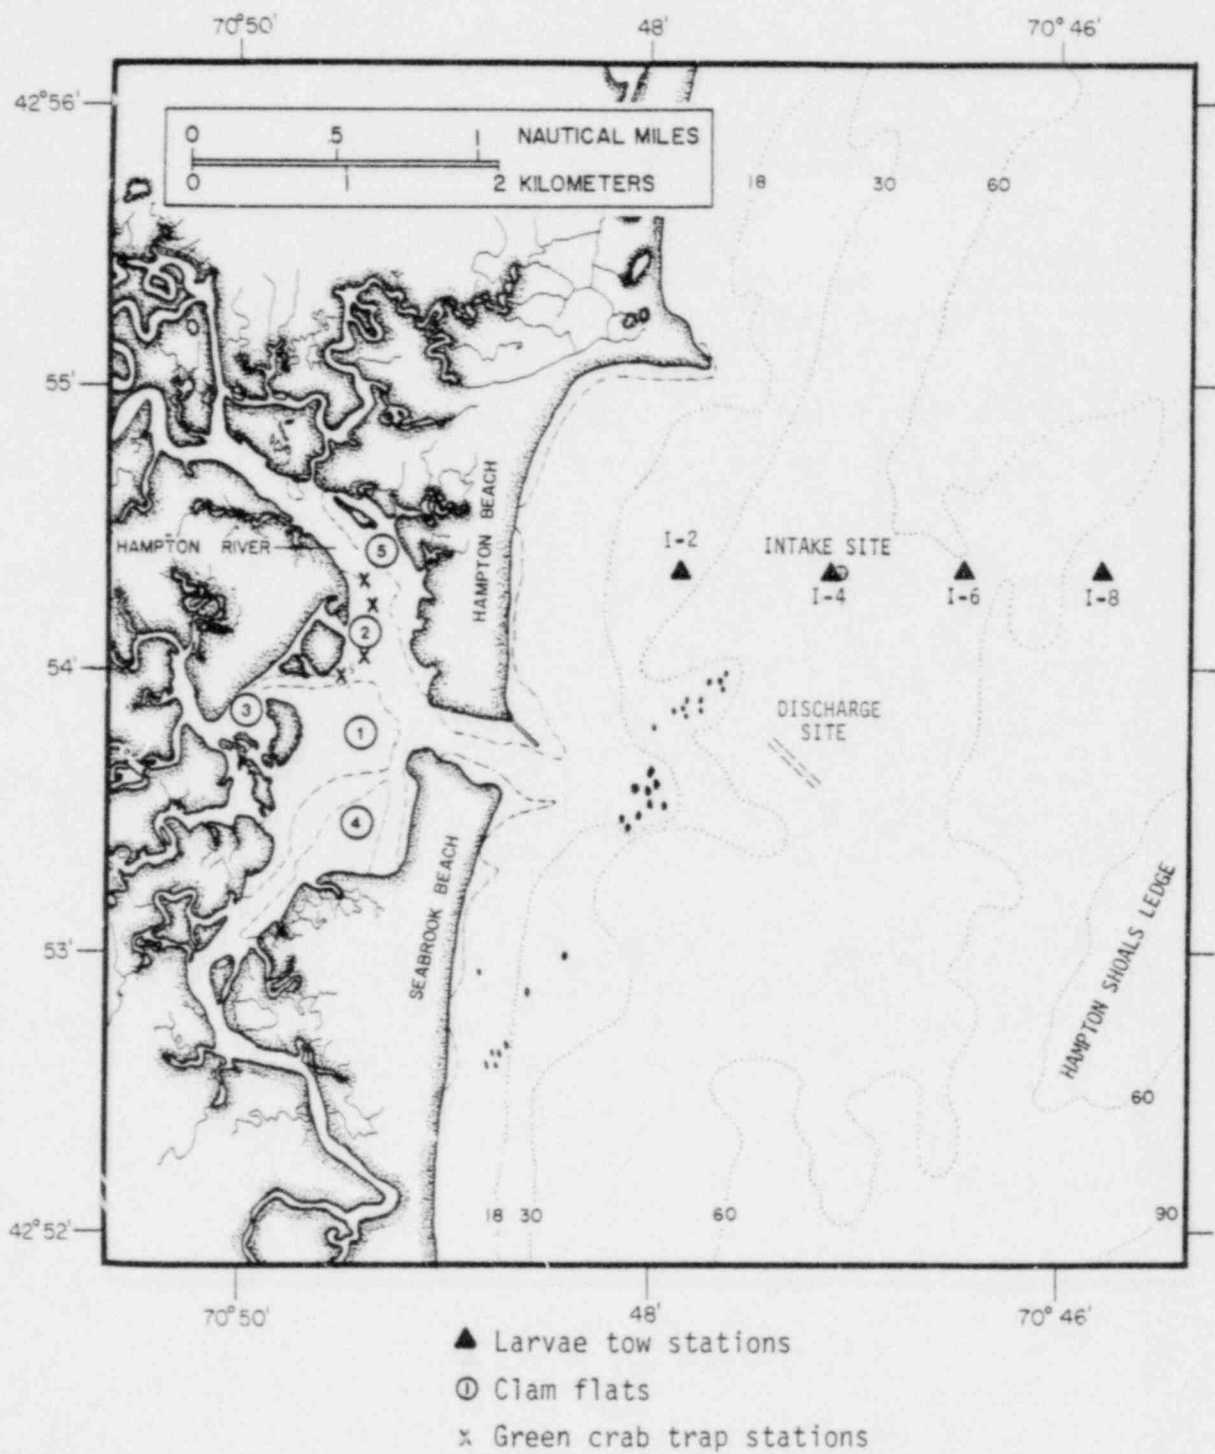 70°50'
48'
70°46'
42°56'
0 .5 1 NAUTICAL MILES
0 1 2 KILOMETERS
18
30
60
55'
HAMPTON BEACH
HAMPTON RIVER
5
I-2
INTAKE SITE
I-4
I-6
I-8
2
54'
3
1
DISCHARGE
SITE
4
SEABROOK BEACH
53'
HAMPTON SHOALS LEDGE
60
18 30
60
90
42°52'
70°50'
48'
70°46'
▲ Larvae tow stations
① Clam flats
x Green crab trap stations